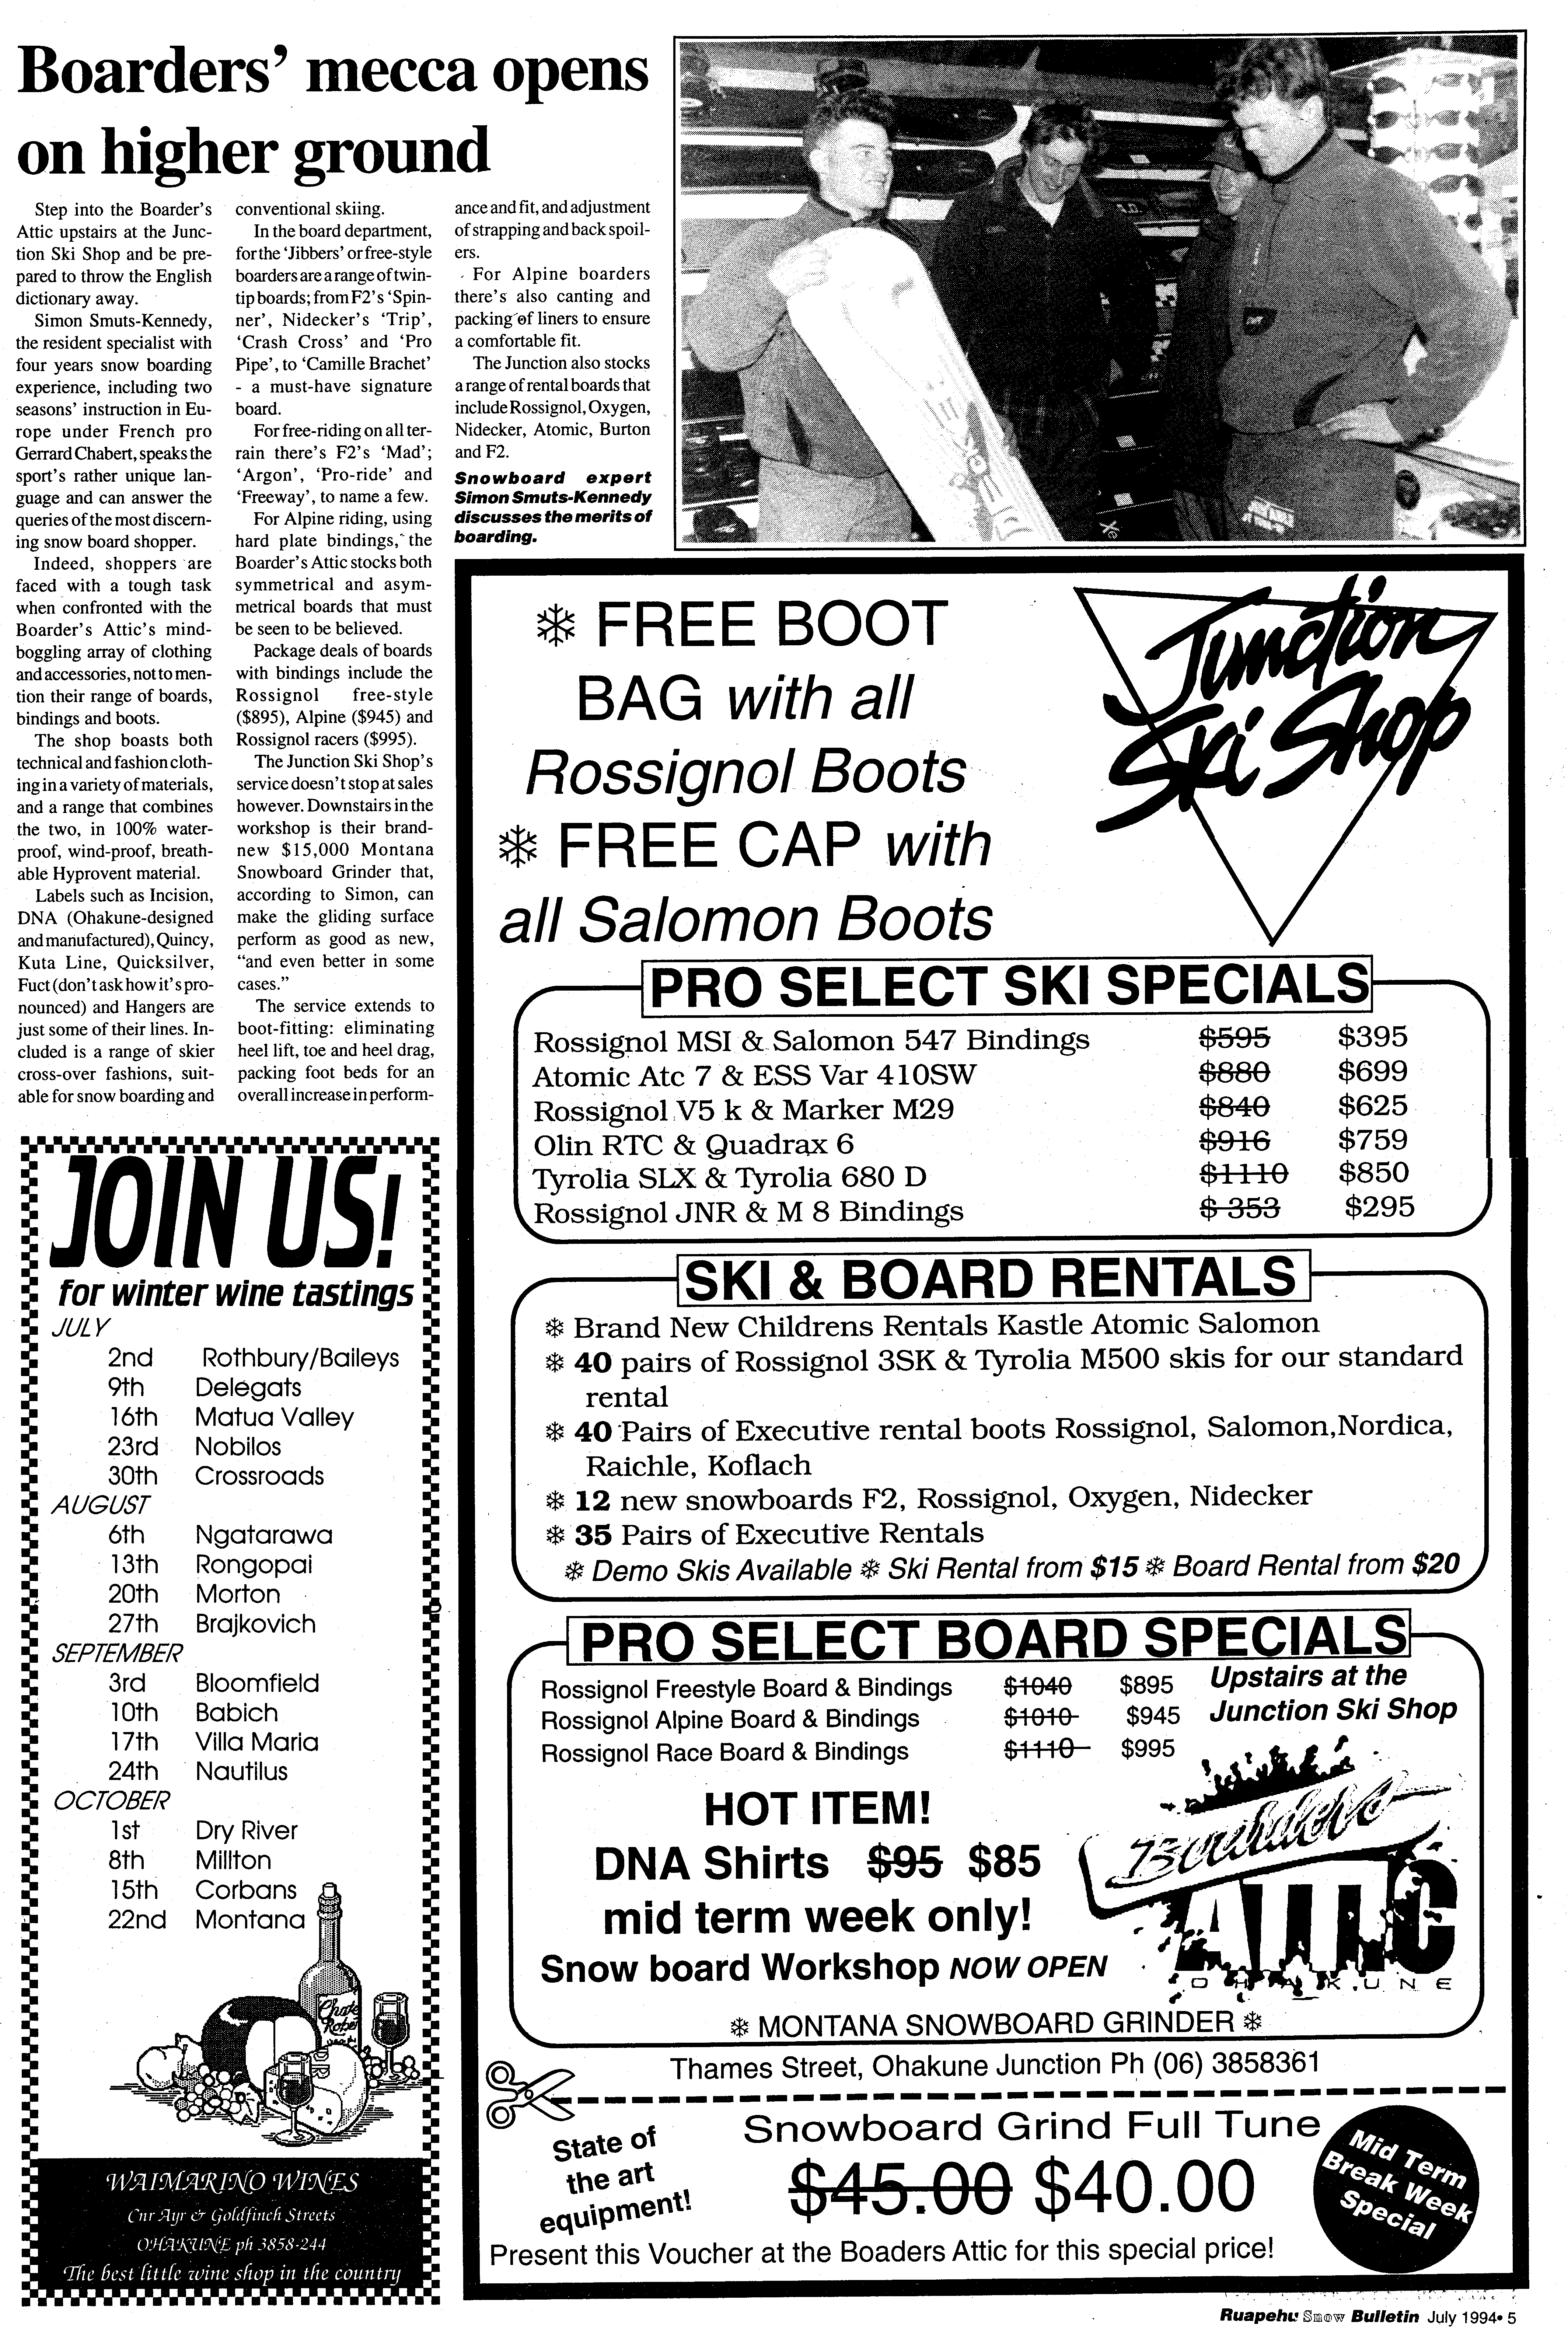 Boarders' mecca opens
on higher ground
Step into the Boarder's
Attic upstairs at the Junc-
tion Ski Shop and be pre-
pared to throw the English
dictionary away.
Simon Smuts-Kennedy,
the resident specialist with
four years snow boarding
experience, including two
seasons' instruction in Eu-
rope under French pro
Gerrard Chabert, speaks the
sport's rather unique lan-
guage and can answer the
queries of the most discern-
ing snow board shopper.
Indeed, shoppers are
faced with a tough task
when confronted with the
Boarder's Attic's mind-
boggling array of clothing
and accessories, not to men-
tion their range of boards,
bindings and boots.
The shop boasts both
technical and fashion cloth-
ing in a variety of materials,
and a range that combines
the two, in 100% water-
proof, wind-proof, breath-
able Hyprovent material.
Labels such as Incision,
DNA (Ohakune-designed
and manufactured), Quincy,
Kuta Line, Quicksilver,
Fuct (don't ask how it's pro-
nounced) and Hangers are
just some of their lines. In-
cluded is a range of skier
cross-over fashions, suit-
able for snow boarding and
conventional skiing.
In the board department,
for the 'Jibbers' or free-style
boarders are a range of twin-
tip boards; from F2's 'Spin-
ner', Nidecker's 'Trip',
'Crash Cross' and 'Pro
Pipe', to 'Camille Brachet'
- a must-have signature
board.
For free-riding on all ter-
rain there's F2's 'Mad';
'Argon', 'Pro-ride' and
'Freeway', to name a few.
For Alpine riding, using
hard plate bindings, the
Boarder's Attic stocks both
symmetrical and asym-
metrical boards that must
be seen to be believed.
Package deals of boards
with bindings include the
Rossignol free-style
($895), Alpine ($945) and
Rossignol racers ($995).
The Junction Ski Shop's
service doesn't stop at sales
however. Downstairs in the
workshop is their brand-
new $15,000 Montana
Snowboard Grinder that,
according to Simon, can
make the gliding surface
perform as good as new,
"and even better in some
cases."
The service extends to
boot-fitting: eliminating
heel lift, toe and heel drag,
packing foot beds for an
overall increase in perform-
ance and fit, and adjustment
of strapping and back spoil-
ers.
For Alpine boarders
there's also canting and
packing of liners to ensure
a comfortable fit.
The Junction also stocks
a range of rental boards that
include Rossignol, Oxygen,
Nidecker, Atomic, Burton
and F2.
Snowboard expert
Simon Smuts-Kennedy
discusses the merits of
boarding.
JOIN US!
for winter wine tastings
JULY
2nd Rothbury/Baileys
9th Delegats
16th Matua Valley
23rd Nobilos
30th Crossroads
AUGUST
6th Ngatarawa
13th Rongopai
20th Morton
27th Brajkovich
SEPTEMBER
3rd Bloomfield
10th Babich
17th Villa Maria
24th Nautilus
OCTOBER
1st Dry River
8th Millton
15th Corbans
22nd Montana
WAIMARINO WINES
Cnr Ayr & Goldfinch Streets
OHAKUNE ph 3858-244
The best little wine shop in the country
❄ FREE BOOT
BAG with all
Rossignol Boots
❄ FREE CAP with
all Salomon Boots
Junction
Ski Shop
PRO SELECT SKI SPECIALS
Rossignol MSI & Salomon 547 Bindings $595 $395
Atomic Atc 7 & ESS Var 410SW $880 $699
Rossignol V5 k & Marker M29 $840 $625
Olin RTC & Quadrax 6 $916 $759
Tyrolia SLX & Tyrolia 680 D $1110 $850
Rossignol JNR & M 8 Bindings $ 353 $295
SKI & BOARD RENTALS
❄ Brand New Childrens Rentals Kastle Atomic Salomon
❄ 40 pairs of Rossignol 3SK & Tyrolia M500 skis for our standard
rental
❄ 40 Pairs of Executive rental boots Rossignol, Salomon,Nordica,
Raichle, Koflach
❄ 12 new snowboards F2, Rossignol, Oxygen, Nidecker
❄ 35 Pairs of Executive Rentals
❄ Demo Skis Available ❄ Ski Rental from $15 ❄ Board Rental from $20
PRO SELECT BOARD SPECIALS
Rossignol Freestyle Board & Bindings $1040 $895
Rossignol Alpine Board & Bindings $1010 $945
Rossignol Race Board & Bindings $1110 $995
Upstairs at the
Junction Ski Shop
HOT ITEM!
DNA Shirts $95 $85
mid term week only!
Snow board Workshop NOW OPEN
Boarders
ATTIC
OHAKUNE
❄ MONTANA SNOWBOARD GRINDER ❄
Thames Street, Ohakune Junction Ph (06) 3858361
State of
the art
equipment!
Snowboard Grind Full Tune
$45.00 $40.00
Mid Term
Break Week
Special
Present this Voucher at the Boaders Attic for this special price!
Ruapehu Snow Bulletin July 1994• 5